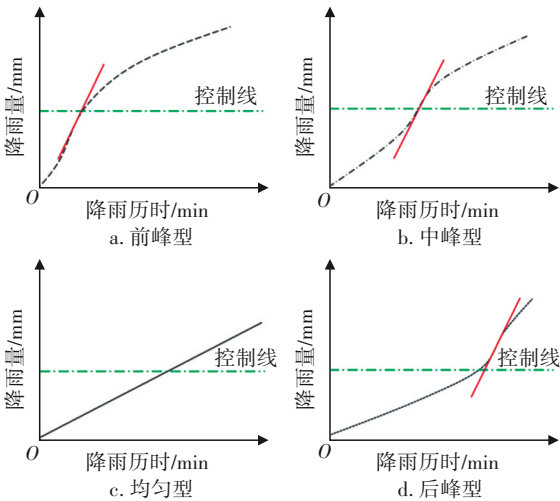 降雨量/mm
控制线
O
降雨历时/min
a. 前峰型
降雨量/mm
控制线
O
降雨历时/min
b. 中峰型
降雨量/mm
控制线
O
降雨历时/min
c. 均匀型
降雨量/mm
控制线
O
降雨历时/min
d. 后峰型